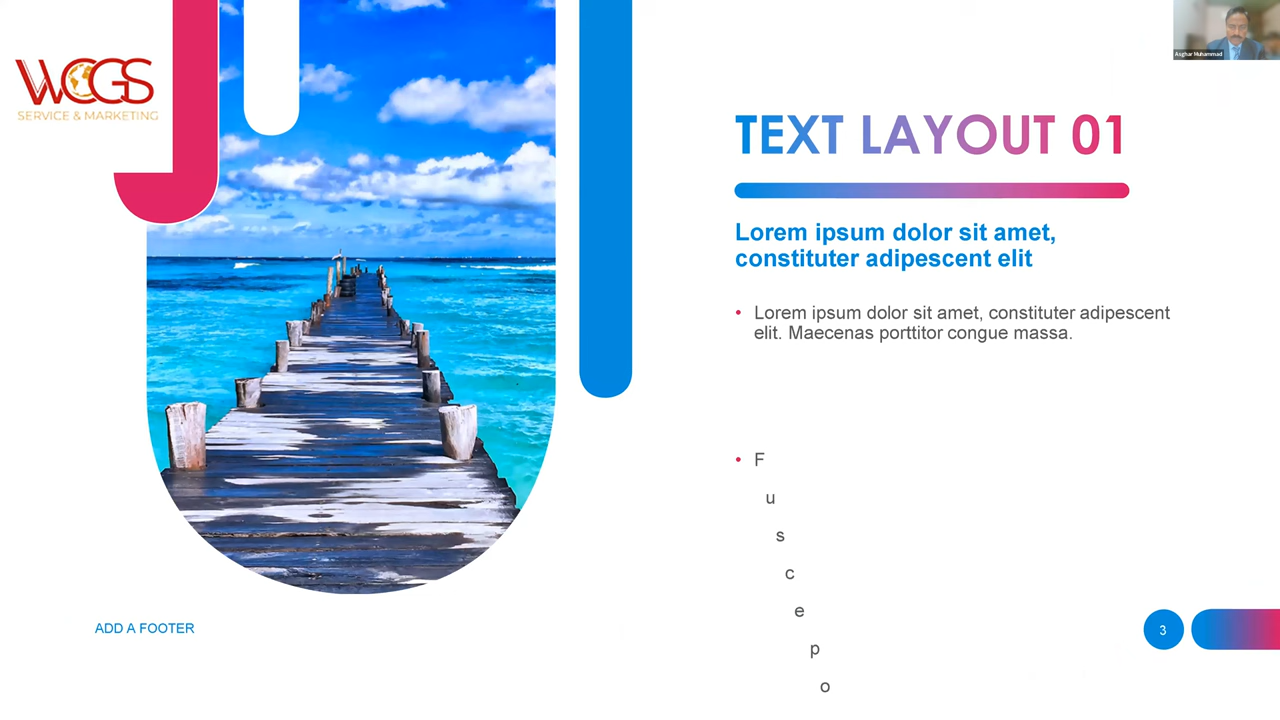 WCGS
SERVICE & MARKETING
Asghar Muhammad
TEXT LAYOUT 01
Lorem ipsum dolor sit amet,
constituter adipescent elit
• Lorem ipsum dolor sit amet, constituter adipescent
elit. Maecenas porttitor congue massa.
• F
u
s
c
e
p
o
ADD A FOOTER
3